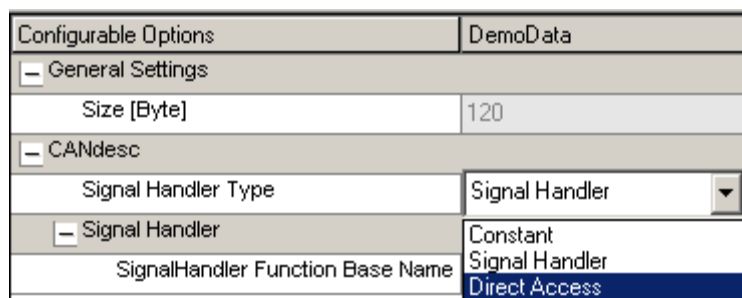 Configurable Options DemoData
General Settings
Size [Byte] 120
CANdesc
Signal Handler Type Signal Handler
Signal Handler Constant
Signal Handler
SignalHandler Function Base Name Direct Access